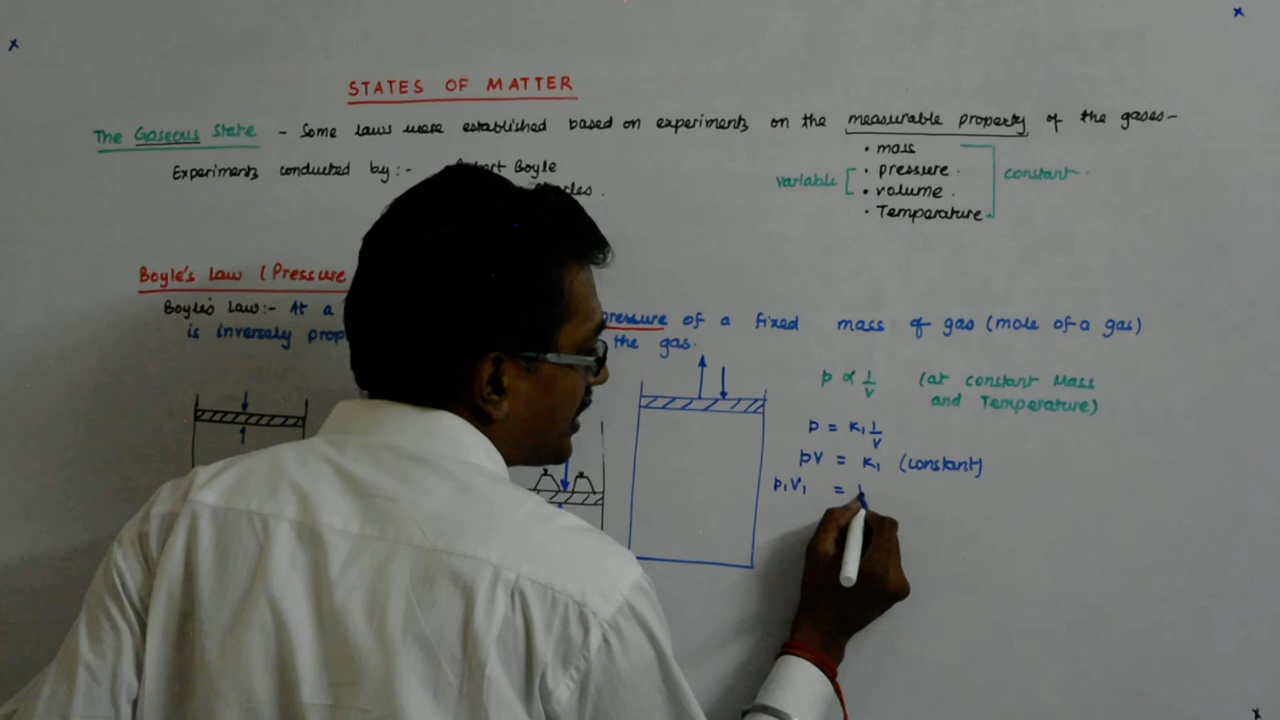 STATES OF MATTER
The Gaseous State - Some laws were established based on experiments on the measurable property of the gases-
• mass
Experiments conducted by:- Boyle
variable • pressure. constant.
• volume.
• Temperature
Boyle's Law (Pressure
Boyle's Law:- At a pressure of a fixed mass of gas (mole of a gas)
is inversely the gas.
p ∝ 1/v (at constant Mass
and Temperature)
p = K₁ 1/v
pv = K₁ (constant)
p₁V₁ =